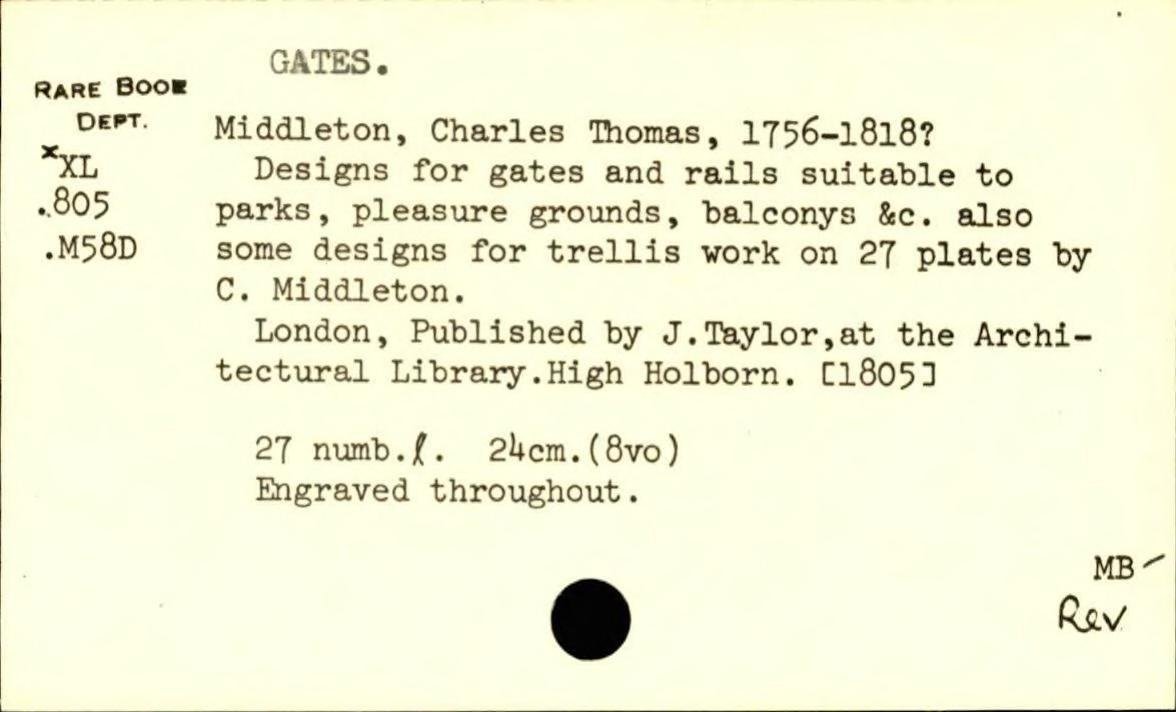 GATES.
RARE BOOK
DEPT.
xXL
.805
.M58D
Middleton, Charles Thomas, 1756-1818?
Designs for gates and rails suitable to
parks, pleasure grounds, balconys &c. also
some designs for trellis work on 27 plates by
C. Middleton.
London, Published by J.Taylor,at the Archi-
tectural Library.High Holborn. [1805]
27 numb.ℓ. 24cm.(8vo)
Engraved throughout.
MB
Rev